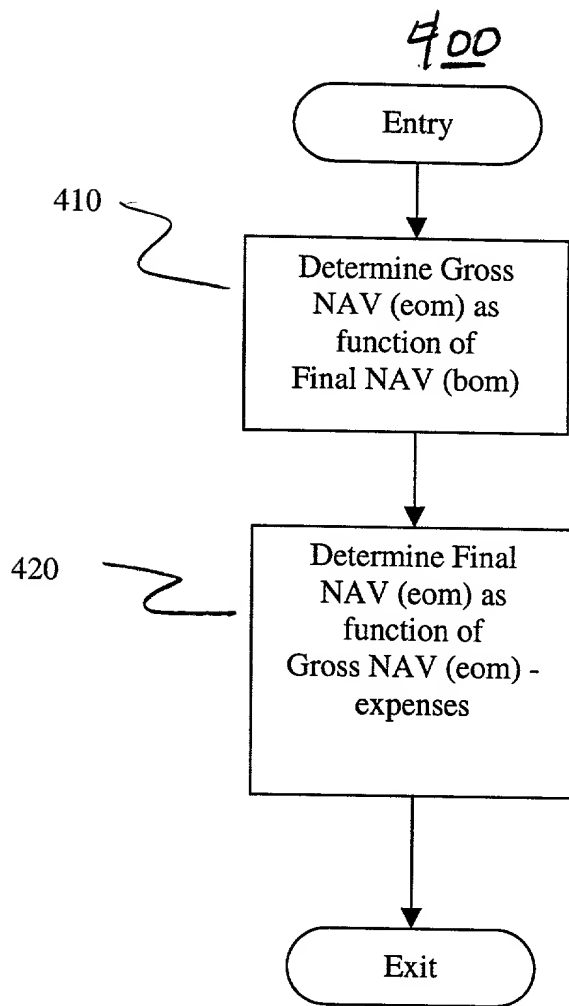 400
Entry
410
Determine Gross
NAV (eom) as
function of
Final NAV (bom)
420
Determine Final
NAV (eom) as
function of
Gross NAV (eom) -
expenses
Exit